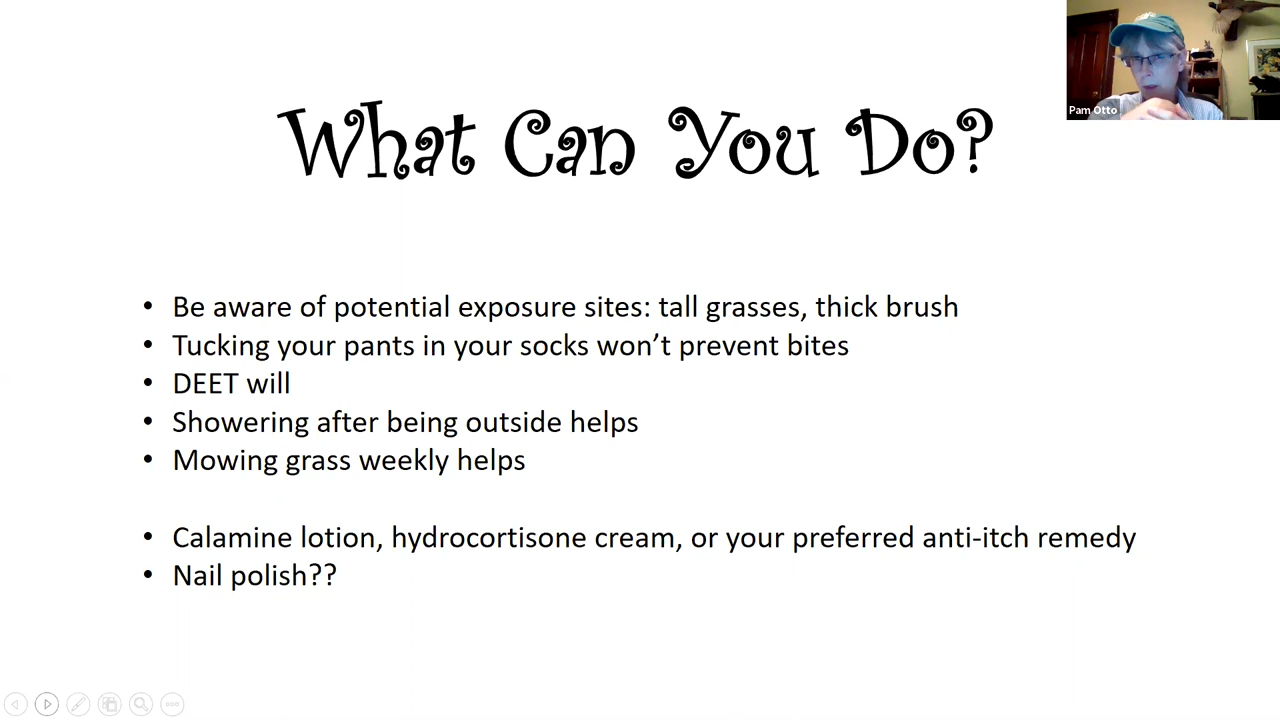 Pam Otto
What Can You Do?
• Be aware of potential exposure sites: tall grasses, thick brush
• Tucking your pants in your socks won’t prevent bites
• DEET will
• Showering after being outside helps
• Mowing grass weekly helps
• Calamine lotion, hydrocortisone cream, or your preferred anti-itch remedy
• Nail polish??